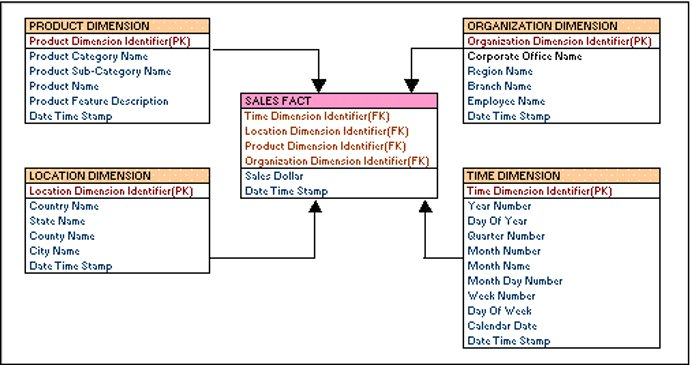 PRODUCT DIMENSION
Product Dimension Identifier(PK)
Product Category Name
Product Sub-Category Name
Product Name
Product Feature Description
Date Time Stamp
ORGANIZATION DIMENSION
Organization Dimension Identifier(PK)
Corporate Office Name
Region Name
Branch Name
Employee Name
Date Time Stamp
SALES FACT
Time Dimension Identifier(FK)
Location Dimension Identifier(FK)
Product Dimension Identifier(FK)
Organization Dimension Identifier(FK)
Sales Dollar
Date Time Stamp
LOCATION DIMENSION
Location Dimension Identifier(PK)
Country Name
State Name
County Name
City Name
Date Time Stamp
TIME DIMENSION
Time Dimension Identifier(PK)
Year Number
Day Of Year
Quarter Number
Month Number
Month Name
Month Day Number
Week Number
Day Of Week
Calendar Date
Date Time Stamp